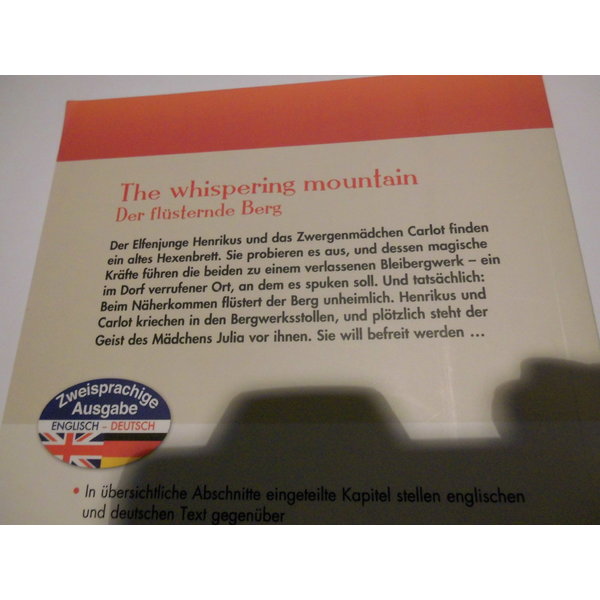 The whispering mountain
Der flüsternde Berg
Der Elfenjunge Henrikus und das Zwergenmädchen Carlot finden
ein altes Hexenbrett. Sie probieren es aus, und dessen magische
Kräfte führen die beiden zu einem verlassenen Bleibergwerk – ein
im Dorf verrufener Ort, an dem es spuken soll. Und tatsächlich:
Beim Näherkommen flüstert der Berg unheimlich. Henrikus und
Carlot kriechen in den Bergwerksstollen, und plötzlich steht der
Geist des Mädchens Julia vor ihnen. Sie will befreit werden ...
Zweisprachige
Ausgabe
ENGLISCH – DEUTSCH
• In übersichtliche Abschnitte eingeteilte Kapitel stellen englischen
und deutschen Text gegenüber